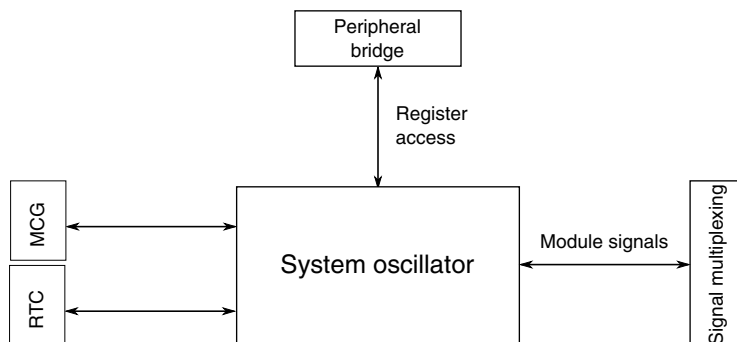 Peripheral
bridge
Register
access
MCG
Module signals
System oscillator
RTC
Signal multiplexing